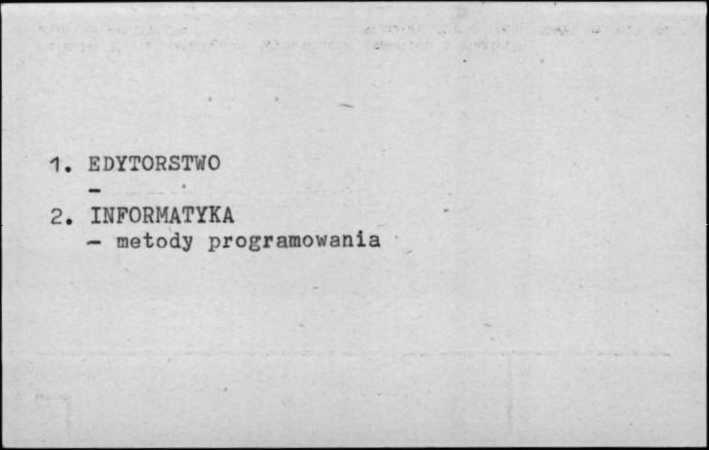 1. EDYTORSTWO
-
2. INFORMATYKA
- metody programowania